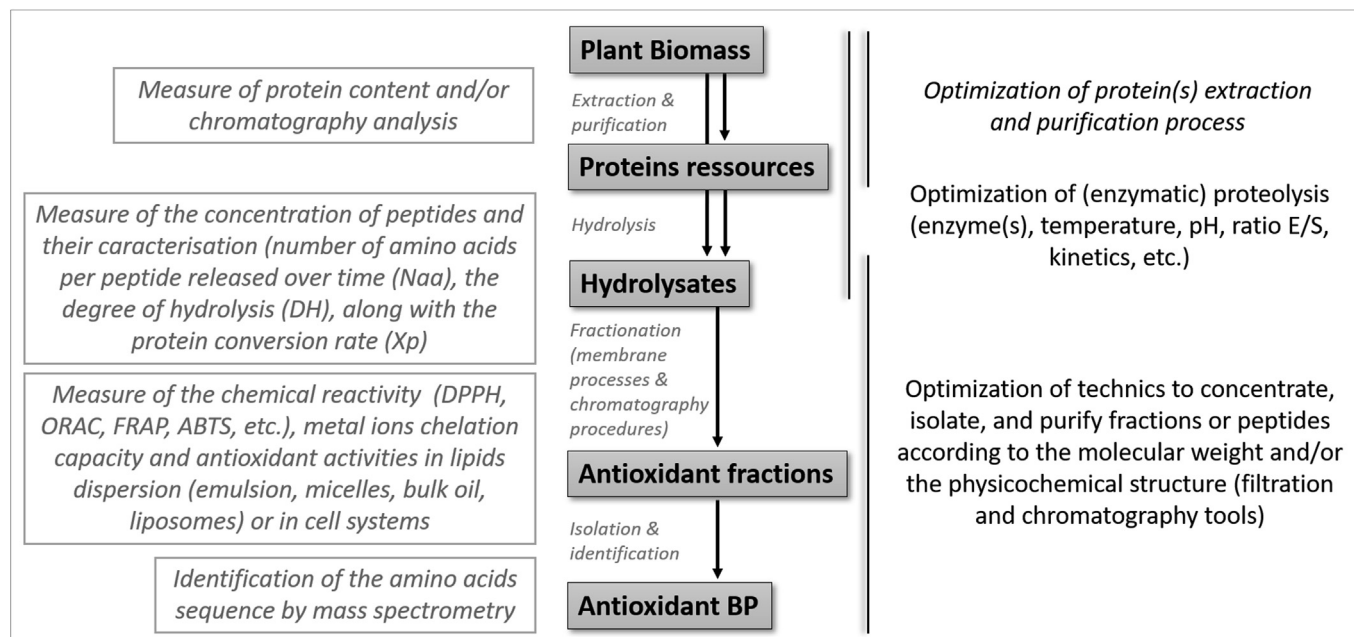 Plant Biomass
Measure of protein content and/or
chromatography analysis
Extraction &
purification
Optimization of protein(s) extraction
and purification process
Proteins ressources
Measure of the concentration of peptides and
their caracterisation (number of amino acids
per peptide released over time (Naa), the
degree of hydrolysis (DH), along with the
protein conversion rate (Xp)
Hydrolysis
Optimization of (enzymatic) proteolysis
(enzyme(s), temperature, pH, ratio E/S,
kinetics, etc.)
Hydrolysates
Fractionation
(membrane
processes &
chromatography
procedures)
Measure of the chemical reactivity  (DPPH,
ORAC, FRAP, ABTS, etc.), metal ions chelation
capacity and antioxidant activities in lipids
dispersion (emulsion, micelles, bulk oil,
liposomes) or in cell systems
Optimization of technics to concentrate,
isolate, and purify fractions or peptides
according to the molecular weight and/or
the physicochemical structure (filtration
and chromatography tools)
Antioxidant fractions
Isolation &
identification
Identification of the amino acids
sequence by mass spectrometry
Antioxidant BP